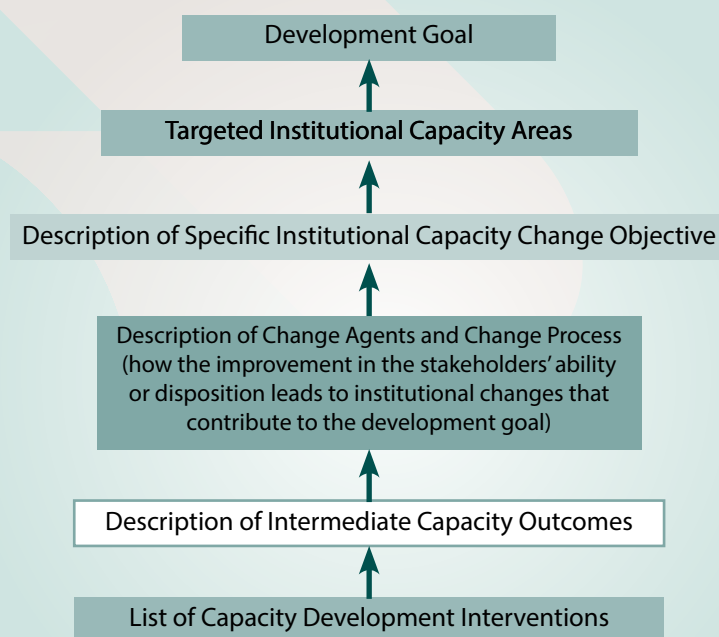 Development Goal
Targeted Institutional Capacity Areas
Description of Specific Institutional Capacity Change Objective
Description of Change Agents and Change Process
(how the improvement in the stakeholders’ ability
or disposition leads to institutional changes that
contribute to the development goal)
Description of Intermediate Capacity Outcomes
List of Capacity Development Interventions